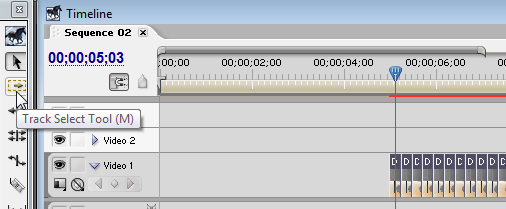 Timeline
Sequence 02
00;00;05;03
;00;00
00;00;02;00
00;00;04;00
00;00;06;00
Track Select Tool (M)
Video 2
Video 1
D D D D D D D D D D